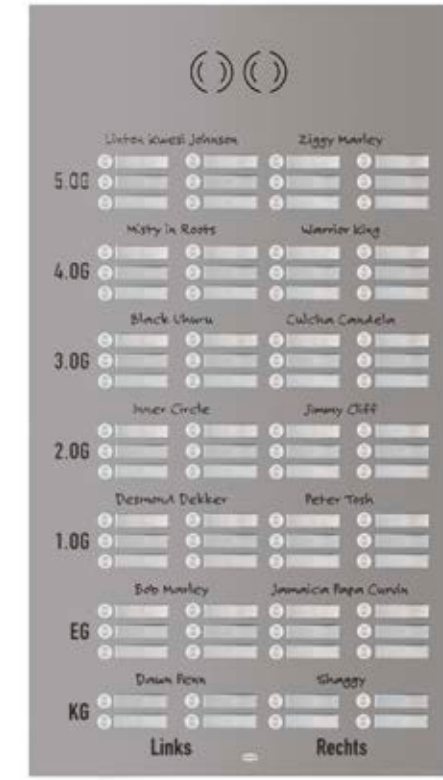 Linton Kwesi Johnson Ziggy Marley
5.OG
Misty in Roots Warrior King
4.OG
Black Uhuru Culcha Candela
3.OG
Inner Circle Jimmy Cliff
2.OG
Desmond Dekker Peter Tosh
1.OG
Bob Marley Jamaica Papa Curvin
EG
Dawn Penn Shaggy
KG
Links Rechts